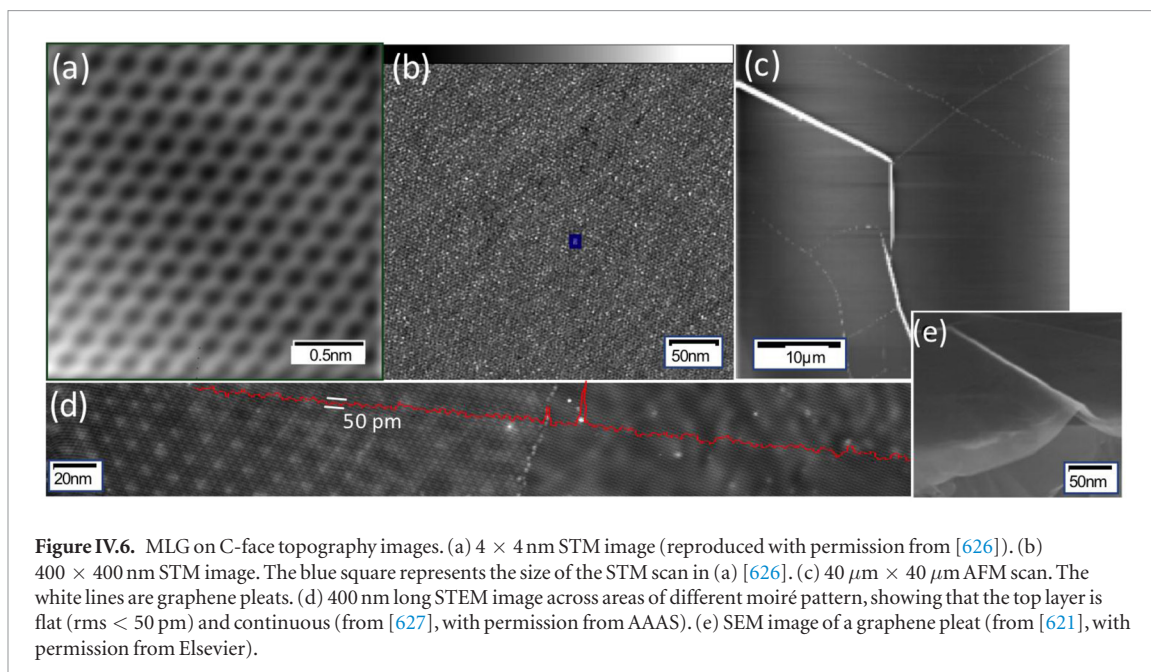 (a)
(b)
(c)
0.5nm
50nm
10μm
(e)
(d)
50 pm
20nm
50nm
Figure IV.6. MLG on C-face topography images. (a) 4 × 4 nm STM image (reproduced with permission from [626]). (b)
400 × 400 nm STM image. The blue square represents the size of the STM scan in (a) [626]. (c) 40 μm × 40 μm AFM scan. The
white lines are graphene pleats. (d) 400 nm long STEM image across areas of different moiré pattern, showing that the top layer is
flat (rms < 50 pm) and continuous (from [627], with permission from AAAS). (e) SEM image of a graphene pleat (from [621], with
permission from Elsevier).